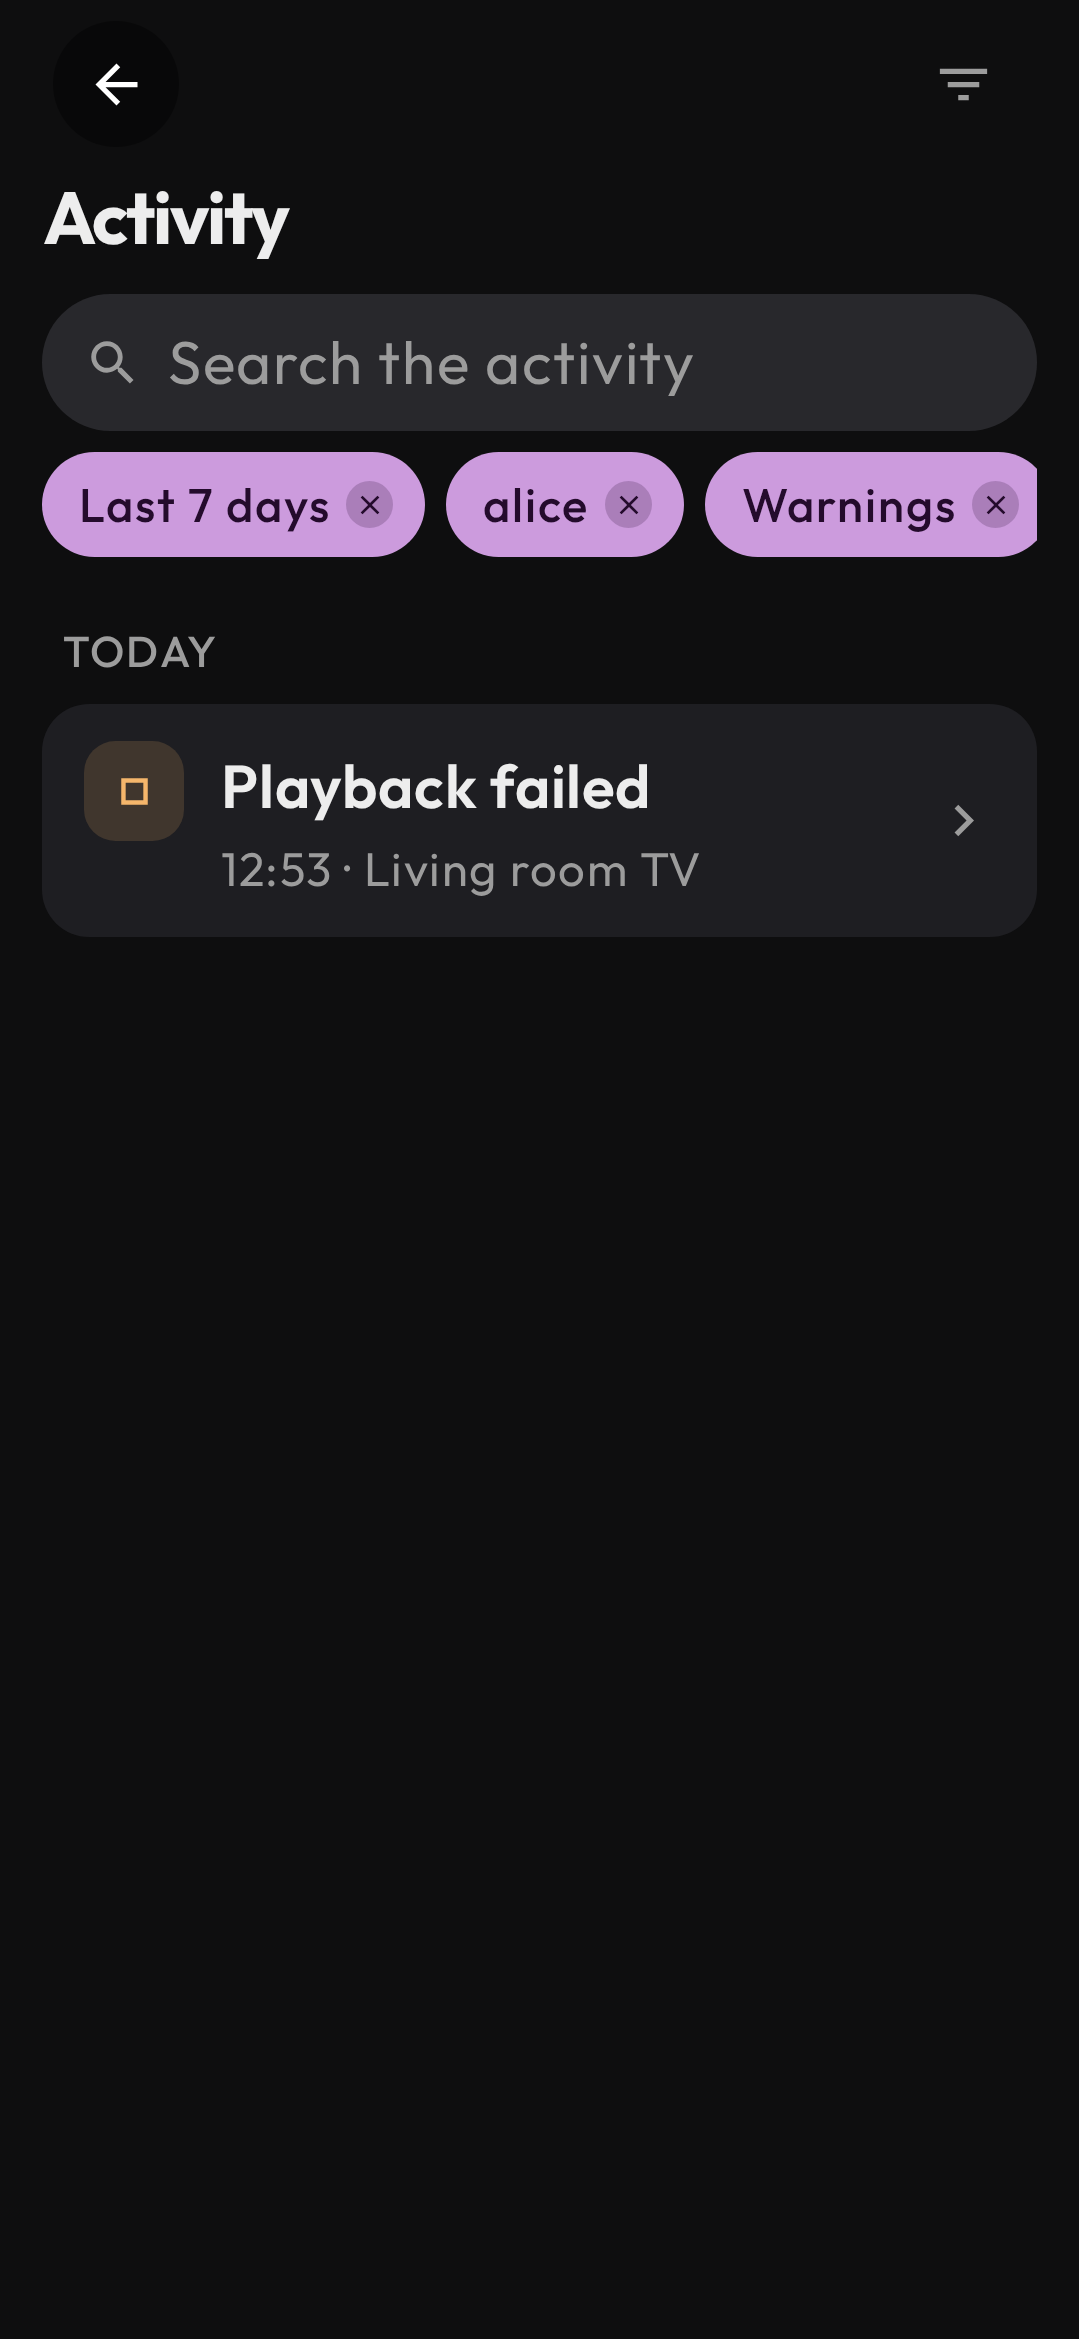 Activity
Search the activity
Last 7 days
alice
Warnings
TODAY
Playback failed
12:53 · Living room TV